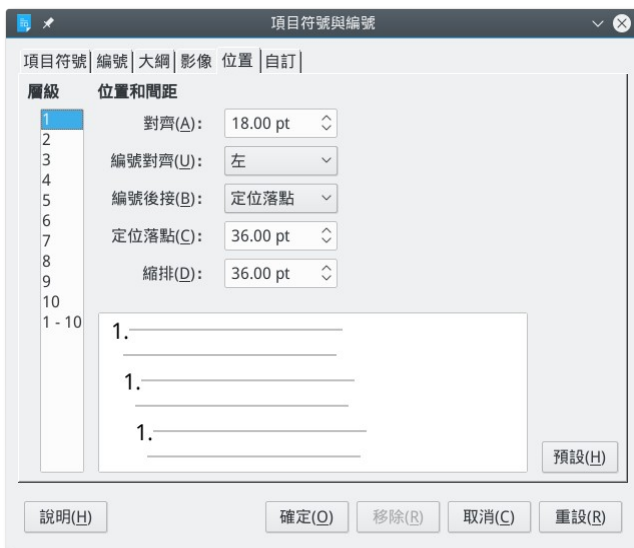 項目符號與編號
項目符號 編號 大綱 影像 位置 自訂
層級 位置和間距
1
2
3
4
5
6
7
8
9
10
1 - 10
對齊(A): 18.00 pt
編號對齊(U): 左
編號後接(B): 定位落點
定位落點(C): 36.00 pt
縮排(D): 36.00 pt
1.
1.
1.
預設(H)
說明(H) 確定(O) 移除(R) 取消(C) 重設(R)